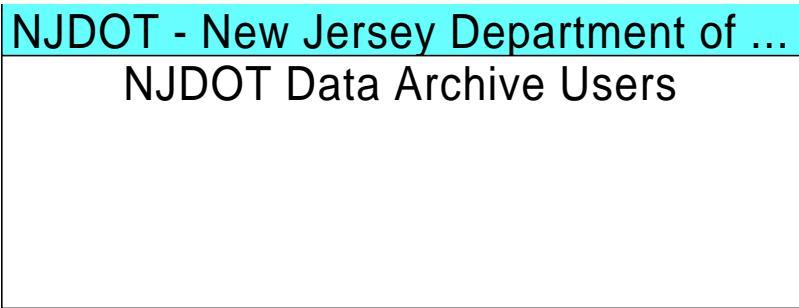 NJDOT - New Jersey Department of ...
NJDOT Data Archive Users